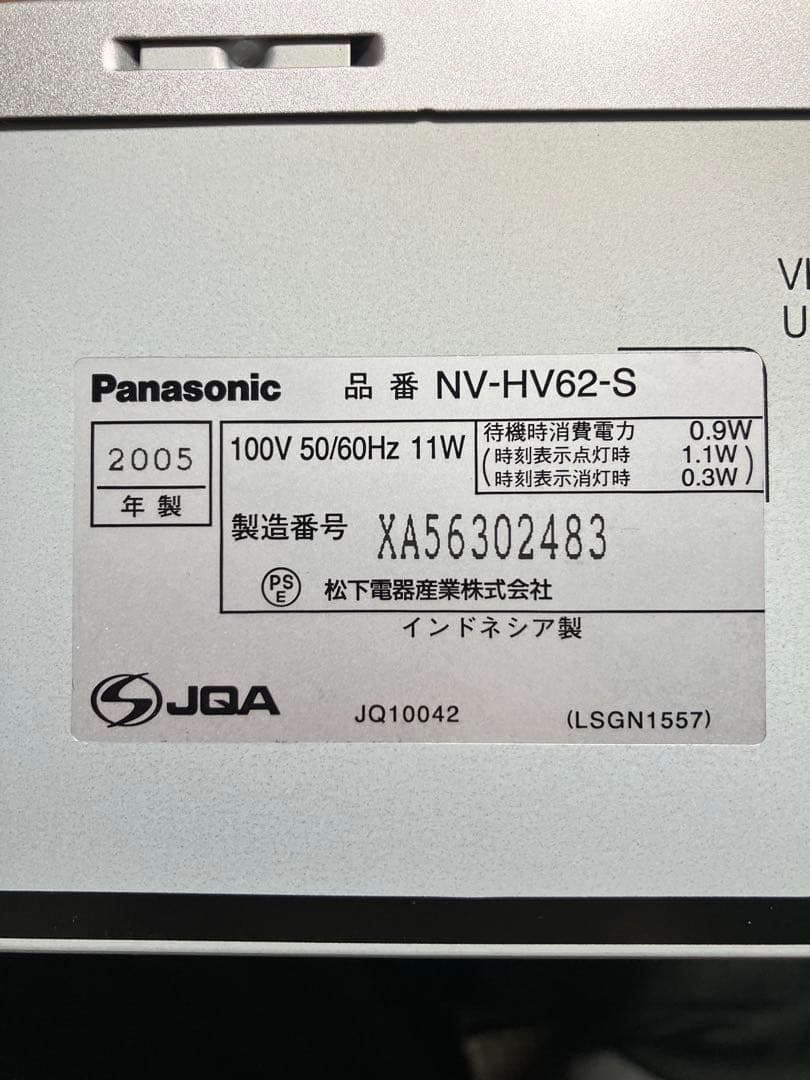 Panasonic 品番 NV-HV62-S
2005
年製
100V 50/60Hz 11W
待機時消費電力 0.9W
(時刻表示点灯時 1.1W
時刻表示消灯時 0.3W)
製造番号 XA56302483
PSE 松下電器産業株式会社
インドネシア製
JQA JQ10042 (LSGN1557)